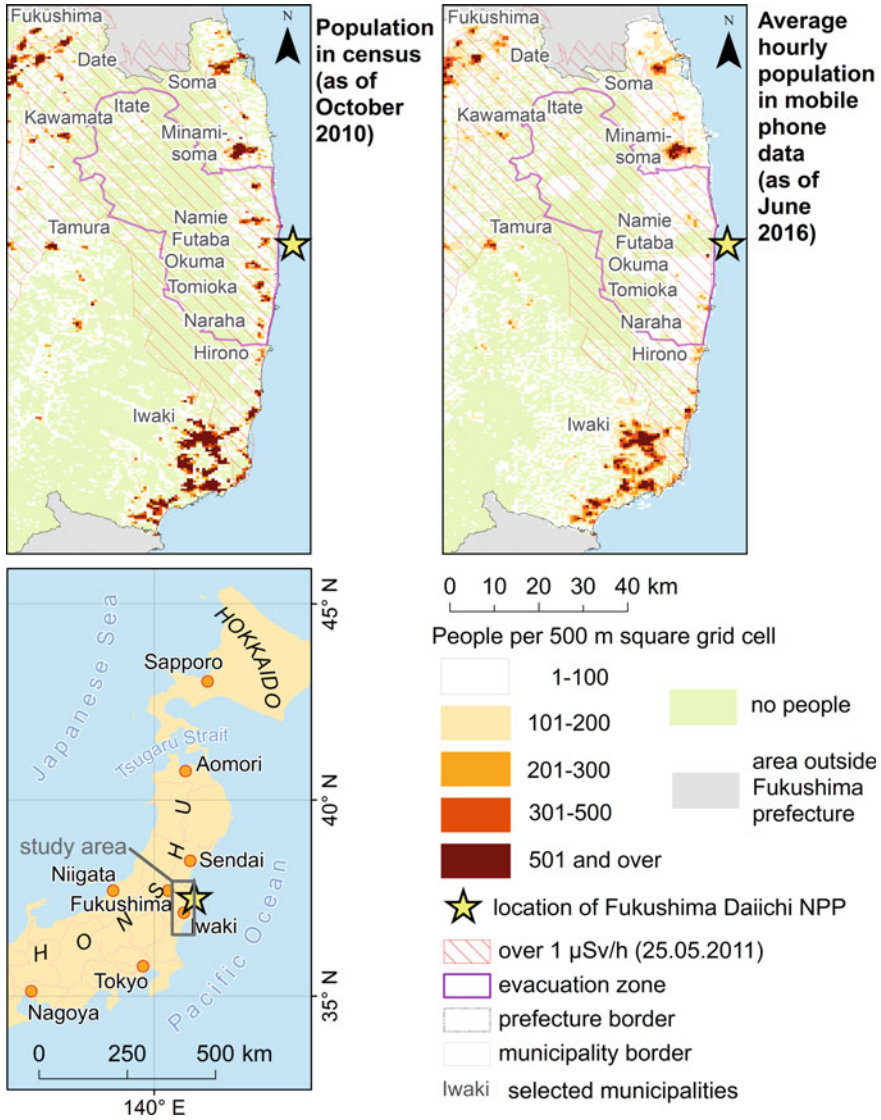 Fukushima
Date
Soma
Itate
Kawamata
Minami-
soma
Namie
Tamura
Futaba
Okuma
Tomioka
Naraha
Hirono
Iwaki
N
Population
in census
(as of
October
2010)
Fukushima
Date
Soma
Itate
Kawamata
Minami-
soma
Namie
Tamura
Futaba
Okuma
Tomioka
Naraha
Hirono
Iwaki
N
Average
hourly
population
in mobile
phone
data
(as of
June
2016)
Japanese Sea
HOKKAIDO
Sapporo
Tsugaru Strait
Aomori
HONSHU
study area
Sendai
Niigata
Fukushima
waki
Tokyo
Nagoya
Pacific Ocean
0 250 500 km
140° E
45° N
40° N
35° N
0 10 20 30 40 km
People per 500 m square grid cell
1-100
101-200
201-300
301-500
501 and over
no people
area outside
Fukushima
prefecture
location of Fukushima Daiichi NPP
over 1 µSv/h (25.05.2011)
evacuation zone
prefecture border
municipality border
Iwaki selected municipalities